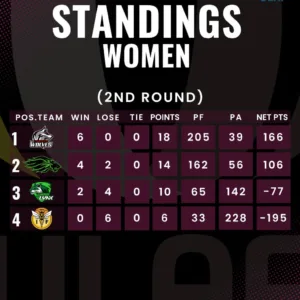 STANDINGS
WOMEN
(2ND ROUND)
POS. TEAM WIN LOSE TIE POINTS PF PA NET PTS
1 WOLVES 6 0 0 18 205 39 166
2 4 2 0 14 162 56 106
3 LYNX 2 4 0 10 65 142 -77
4 0 6 0 6 33 228 -195